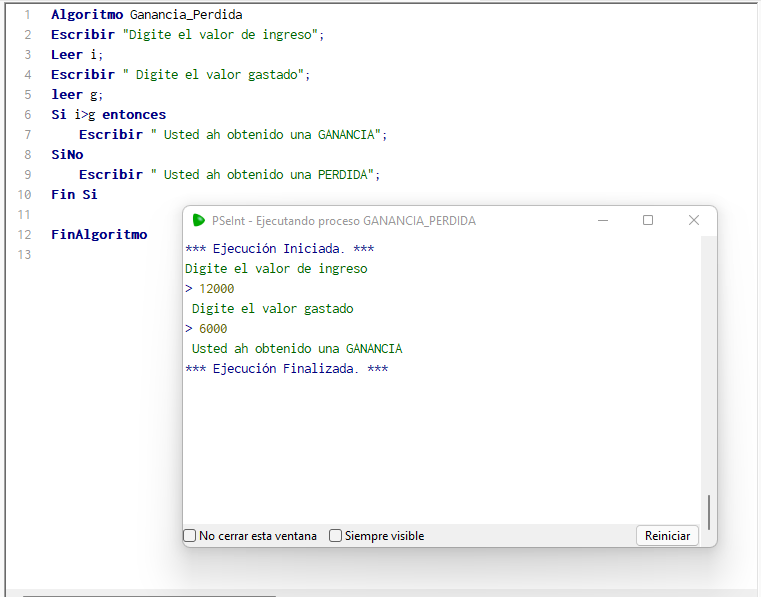 1 Algoritmo Ganancia_Perdida
2 Escribir "Digite el valor de ingreso";
3 Leer i;
4 Escribir " Digite el valor gastado";
5 leer g;
6 Si i>g entonces
7 Escribir " Usted ah obtenido una GANANCIA";
8 SiNo
9 Escribir " Usted ah obtenido una PERDIDA";
10 Fin Si
11
12 FinAlgoritmo
13
PSeInt - Ejecutando proceso GANANCIA_PERDIDA
*** Ejecución Iniciada. ***
Digite el valor de ingreso
> 12000
Digite el valor gastado
> 6000
Usted ah obtenido una GANANCIA
*** Ejecución Finalizada. ***
No cerrar esta ventana Siempre visible Reiniciar